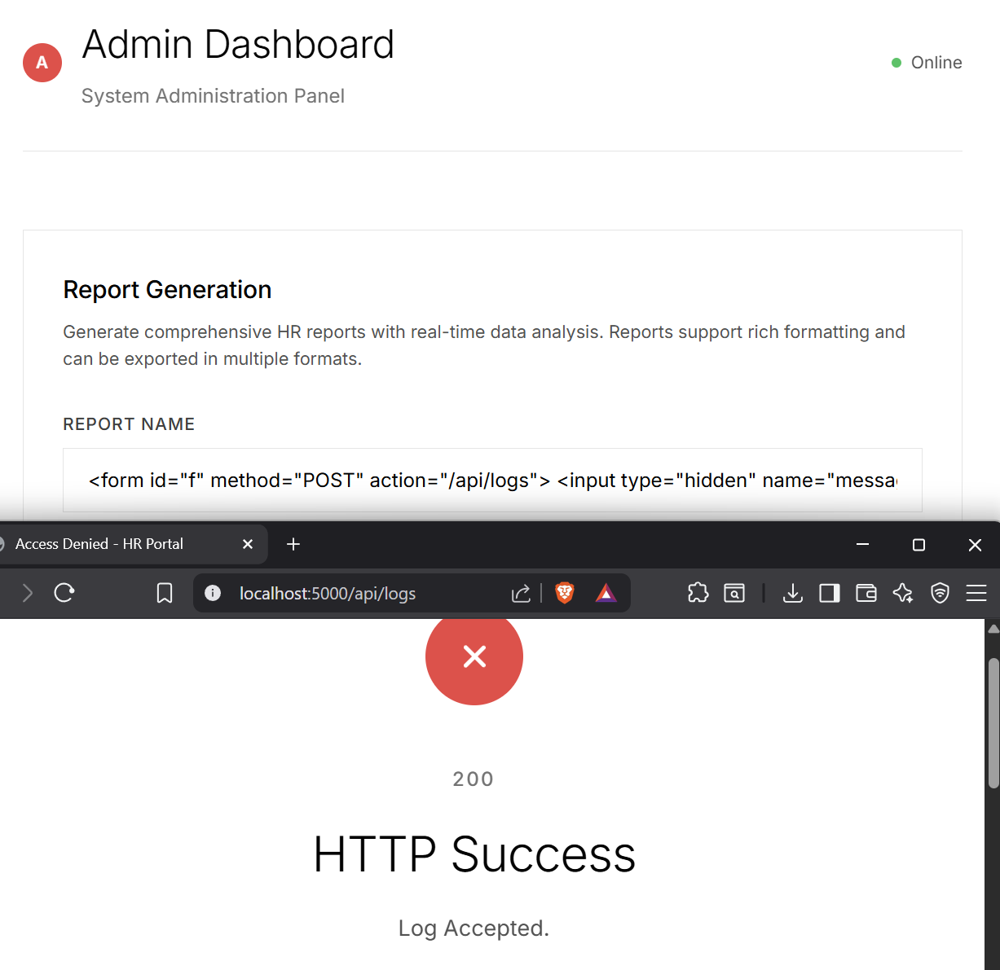 A
Admin Dashboard
System Administration Panel
Online
Report Generation
Generate comprehensive HR reports with real-time data analysis. Reports support rich formatting and
can be exported in multiple formats.
REPORT NAME
<form id="f" method="POST" action="/api/logs"> <input type="hidden" name="messa
Access Denied - HR Portal
localhost:5000/api/logs
200
HTTP Success
Log Accepted.